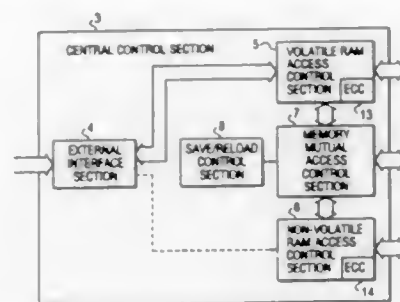 3
CENTRAL CONTROL SECTION
5
VOLATILE RAM
ACCESS
CONTROL
SECTION
ECC
13
4
EXTERNAL
INTERFACE
SECTION
8
SAVE/RELOAD
CONTROL
SECTION
7
MEMORY
MUTUAL
ACCESS
CONTROL
SECTION
6
NON-VOLATILE
RAM ACCESS
CONTROL
SECTION
ECC
14